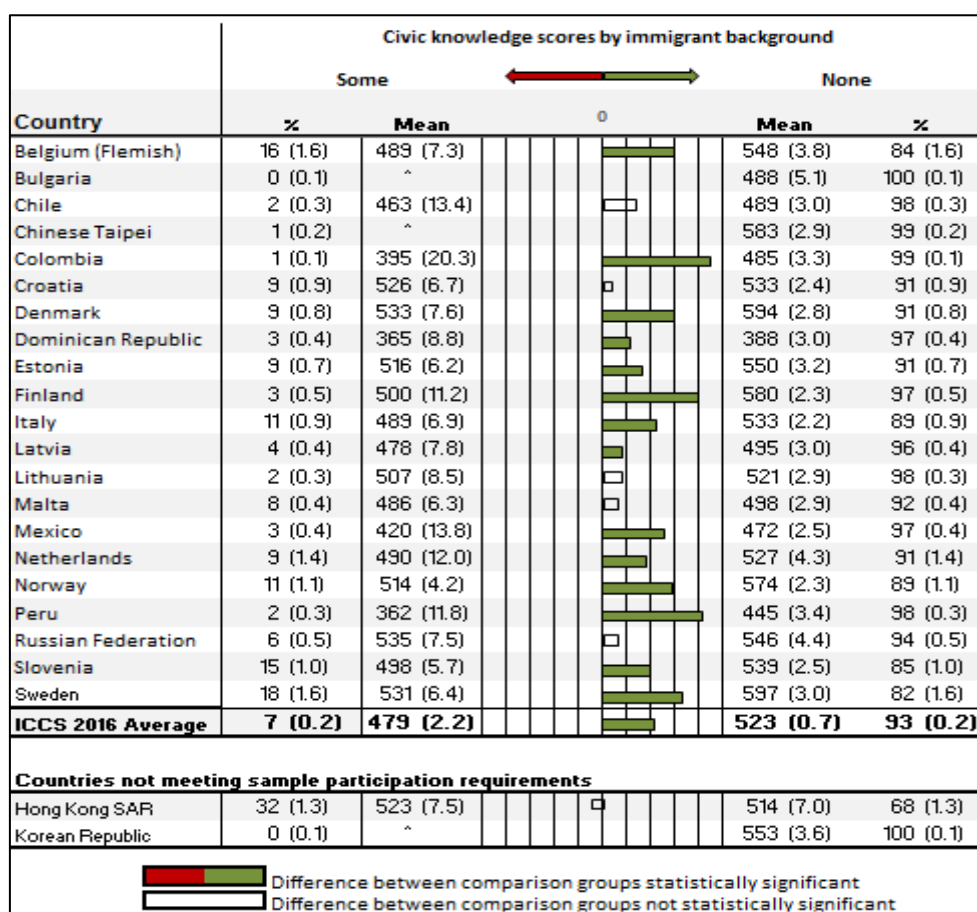 Civic knowledge scores by immigrant background
Some None
Country % Mean 0 Mean %
Belgium (Flemish) 16 (1.6) 489 (7.3) 548 (3.8) 84 (1.6)
Bulgaria 0 (0.1) ^ 488 (5.1) 100 (0.1)
Chile 2 (0.3) 463 (13.4) 489 (3.0) 98 (0.3)
Chinese Taipei 1 (0.2) ^ 583 (2.9) 99 (0.2)
Colombia 1 (0.1) 395 (20.3) 485 (3.3) 99 (0.1)
Croatia 9 (0.9) 526 (6.7) 533 (2.4) 91 (0.9)
Denmark 9 (0.8) 533 (7.6) 594 (2.8) 91 (0.8)
Dominican Republic 3 (0.4) 365 (8.8) 388 (3.0) 97 (0.4)
Estonia 9 (0.7) 516 (6.2) 550 (3.2) 91 (0.7)
Finland 3 (0.5) 500 (11.2) 580 (2.3) 97 (0.5)
Italy 11 (0.9) 489 (6.9) 533 (2.2) 89 (0.9)
Latvia 4 (0.4) 478 (7.8) 495 (3.0) 96 (0.4)
Lithuania 2 (0.3) 507 (8.5) 521 (2.9) 98 (0.3)
Malta 8 (0.4) 486 (6.3) 498 (2.9) 92 (0.4)
Mexico 3 (0.4) 420 (13.8) 472 (2.5) 97 (0.4)
Netherlands 9 (1.4) 490 (12.0) 527 (4.3) 91 (1.4)
Norway 11 (1.1) 514 (4.2) 574 (2.3) 89 (1.1)
Peru 2 (0.3) 362 (11.8) 445 (3.4) 98 (0.3)
Russian Federation 6 (0.5) 535 (7.5) 546 (4.4) 94 (0.5)
Slovenia 15 (1.0) 498 (5.7) 539 (2.5) 85 (1.0)
Sweden 18 (1.6) 531 (6.4) 597 (3.0) 82 (1.6)
ICCS 2016 Average 7 (0.2) 479 (2.2) 523 (0.7) 93 (0.2)
Countries not meeting sample participation requirements
Hong Kong SAR 32 (1.3) 523 (7.5) 514 (7.0) 68 (1.3)
Korean Republic 0 (0.1) ^ 553 (3.6) 100 (0.1)
Difference between comparison groups statistically significant
Difference between comparison groups not statistically significant